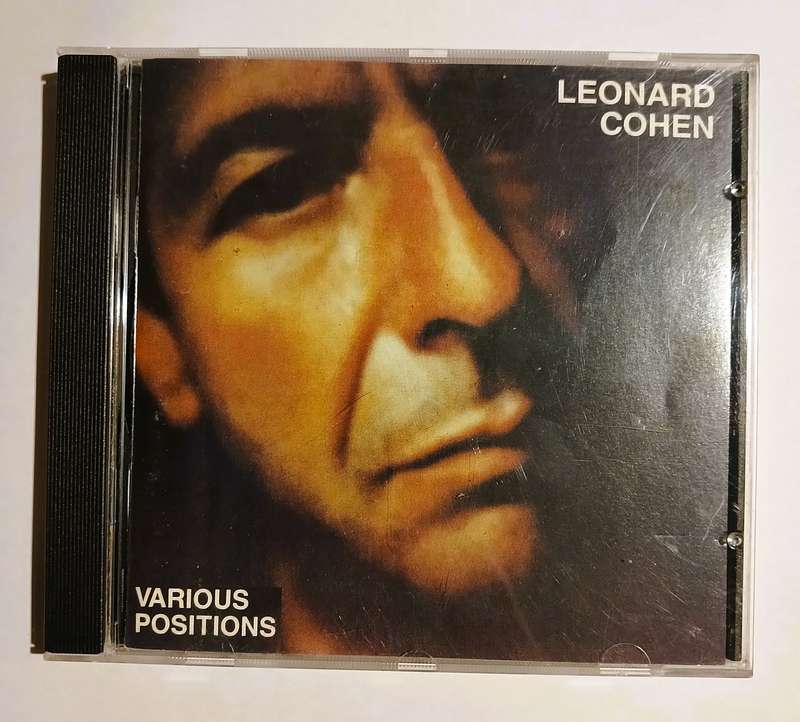 LEONARD
COHEN
VARIOUS
POSITIONS